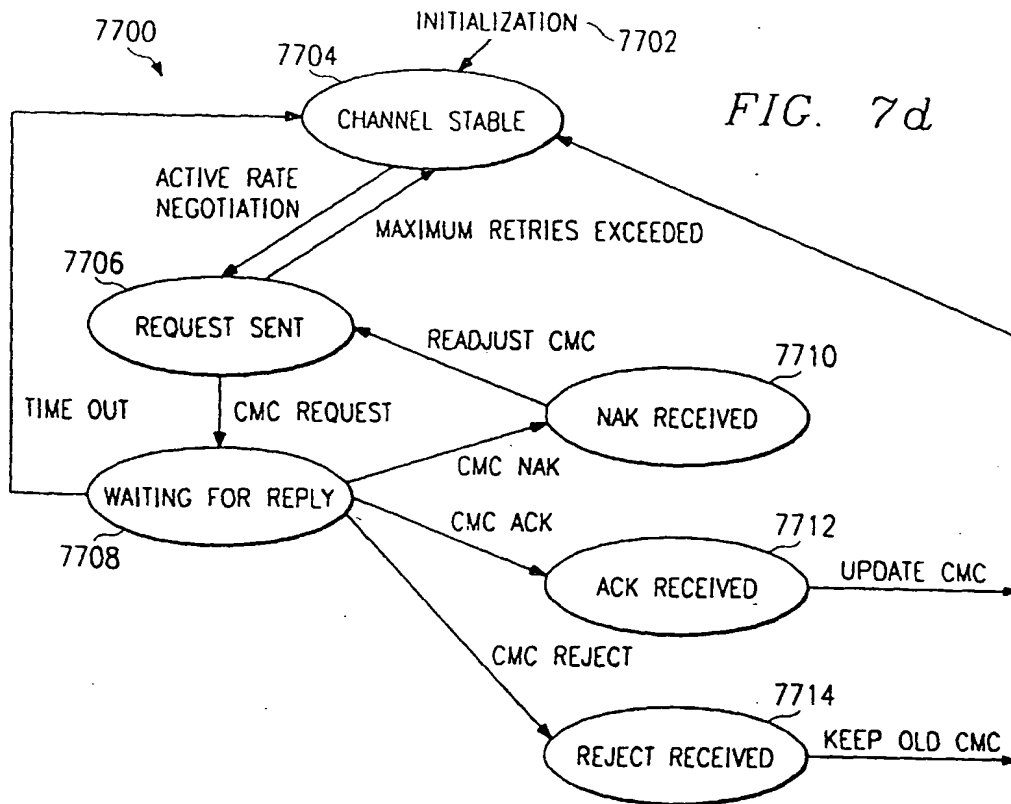 INITIALIZATION
7702
7700
7704
CHANNEL STABLE
FIG. 7d
ACTIVE RATE
NEGOTIATION
MAXIMUM RETRIES EXCEEDED
7706
REQUEST SENT
READJUST CMC
7710
NAK RECEIVED
TIME OUT
CMC REQUEST
CMC NAK
WAITING FOR REPLY
7708
CMC ACK
7712
ACK RECEIVED
UPDATE CMC
CMC REJECT
7714
REJECT RECEIVED
KEEP OLD CMC